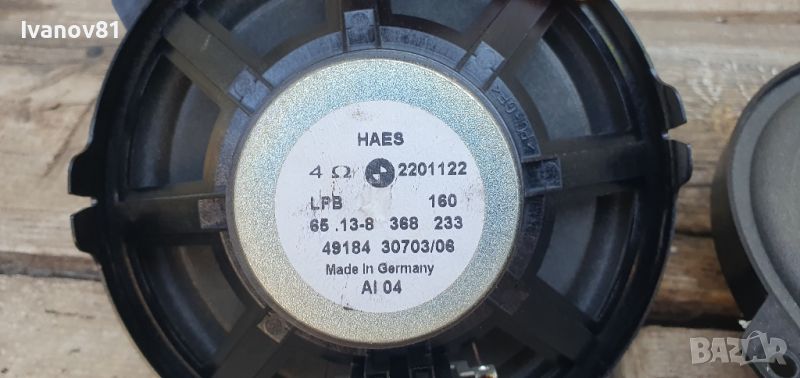 Ivanov81
HAES
4 Ω 2201122
LPB 160
65 .13-8 368 233
49184 30703/06
Made in Germany
AI 04
BAZAR